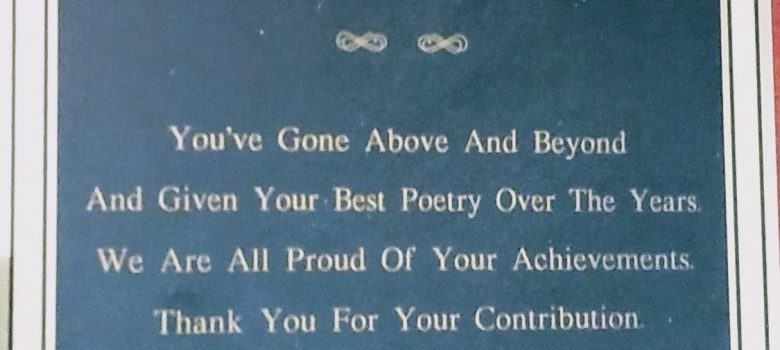 You've Gone Above And Beyond
And Given Your Best Poetry Over The Years.
We Are All Proud Of Your Achievements.
Thank You For Your Contribution.